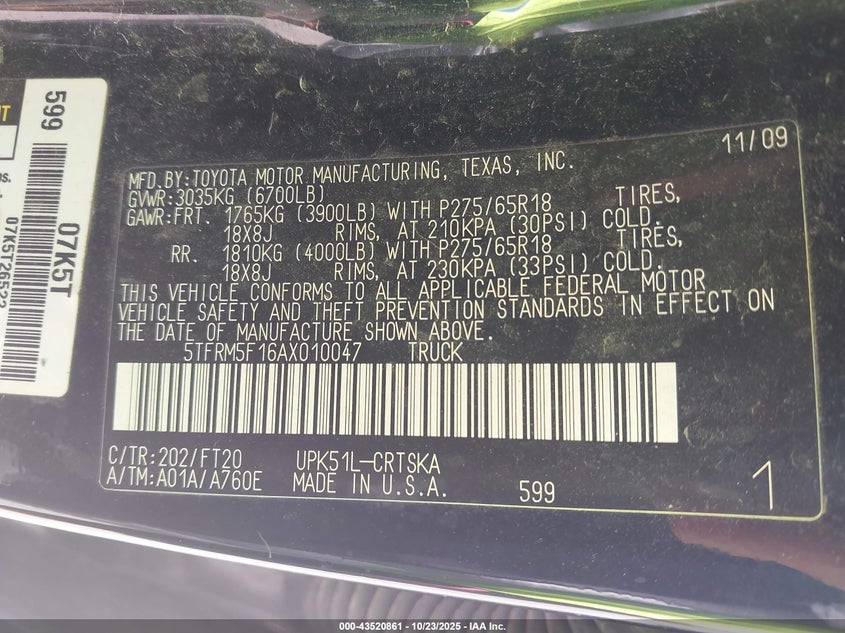 599
07K5T
07K5T26522
11/09
MFD.BY:TOYOTA MOTOR MANUFACTURING, TEXAS, INC.
GVWR:3035KG (6700LB)
GAWR:FRT. 1765KG (3900LB) WITH P275/65R18 TIRES,
18X8J RIMS, AT 210KPA (30PSI) COLD.
RR. 1810KG (4000LB) WITH P275/65R18 TIRES,
18X8J RIMS, AT 230KPA (33PSI) COLD.
THIS VEHICLE CONFORMS TO ALL APPLICABLE FEDERAL MOTOR
VEHICLE SAFETY AND THEFT PREVENTION STANDARDS IN EFFECT ON
THE DATE OF MANUFACTURE SHOWN ABOVE.
5TFRM5F16AX010047 TRUCK
C/TR:202/FT20 UPK51L-CRTSKA
A/TM:A01A/A760E MADE IN U.S.A. 599 1
000-43520861 - 10/23/2025 - IAA Inc.